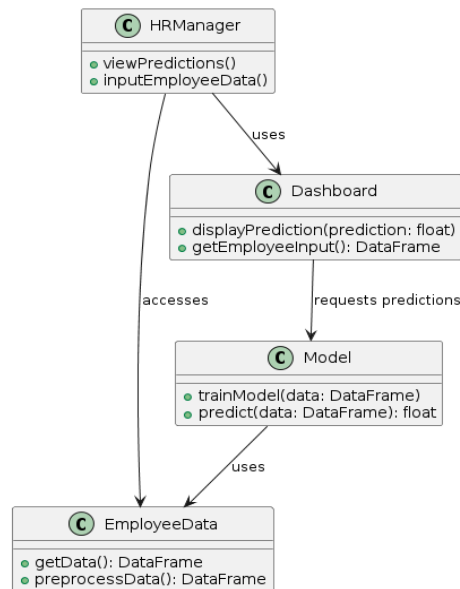 C HRManager
viewPredictions()
inputEmployeeData()
uses
C Dashboard
displayPrediction(prediction: float)
getEmployeeInput(): DataFrame
accesses
requests predictions
C Model
trainModel(data: DataFrame)
predict(data: DataFrame): float
uses
C EmployeeData
getData(): DataFrame
preprocessData(): DataFrame